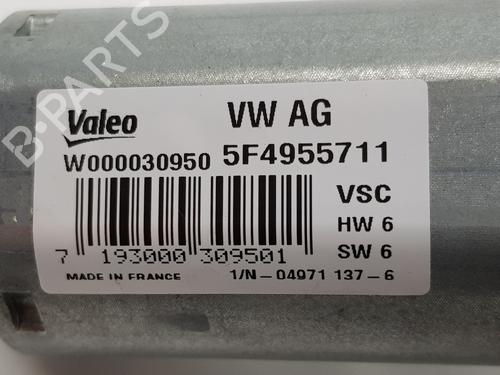 B-PARTS
Valeo VW AG
W000030950 5F4955711
VSC
HW 6
7 193000 309501 SW 6
MADE IN FRANCE 1/N-04971 137-6